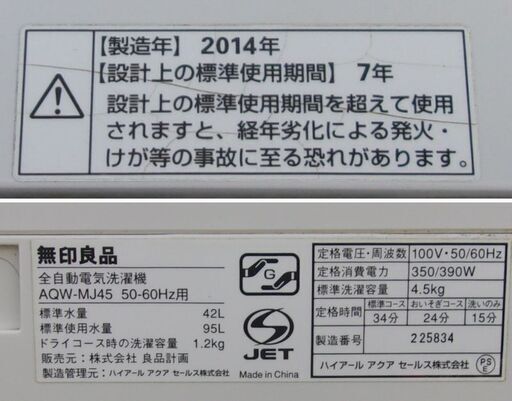 【製造年】 2014年
【設計上の標準使用期間】 7年
設計上の標準使用期間を超えて使用
されますと、経年劣化による発火・
けが等の事故に至る恐れがあります。
無印良品
全自動電気洗濯機
AQW-MJ45 50-60Hz用
標準水量 42L
標準使用水量 95L
ドライコース時の洗濯容量 1.2kg
販売元：株式会社 良品計画
製造管理元：ハイアール アクア セールス株式会社
G
JET
Made in China
定格電圧・周波数 100V・50/60Hz
定格消費電力 350/390W
標準洗濯容量 4.5kg
定格時間 標準コース おいそぎコース 洗いのみ
34分 24分 15分
製造番号 225834
ハイアール アクア セールス株式会社
PS
E